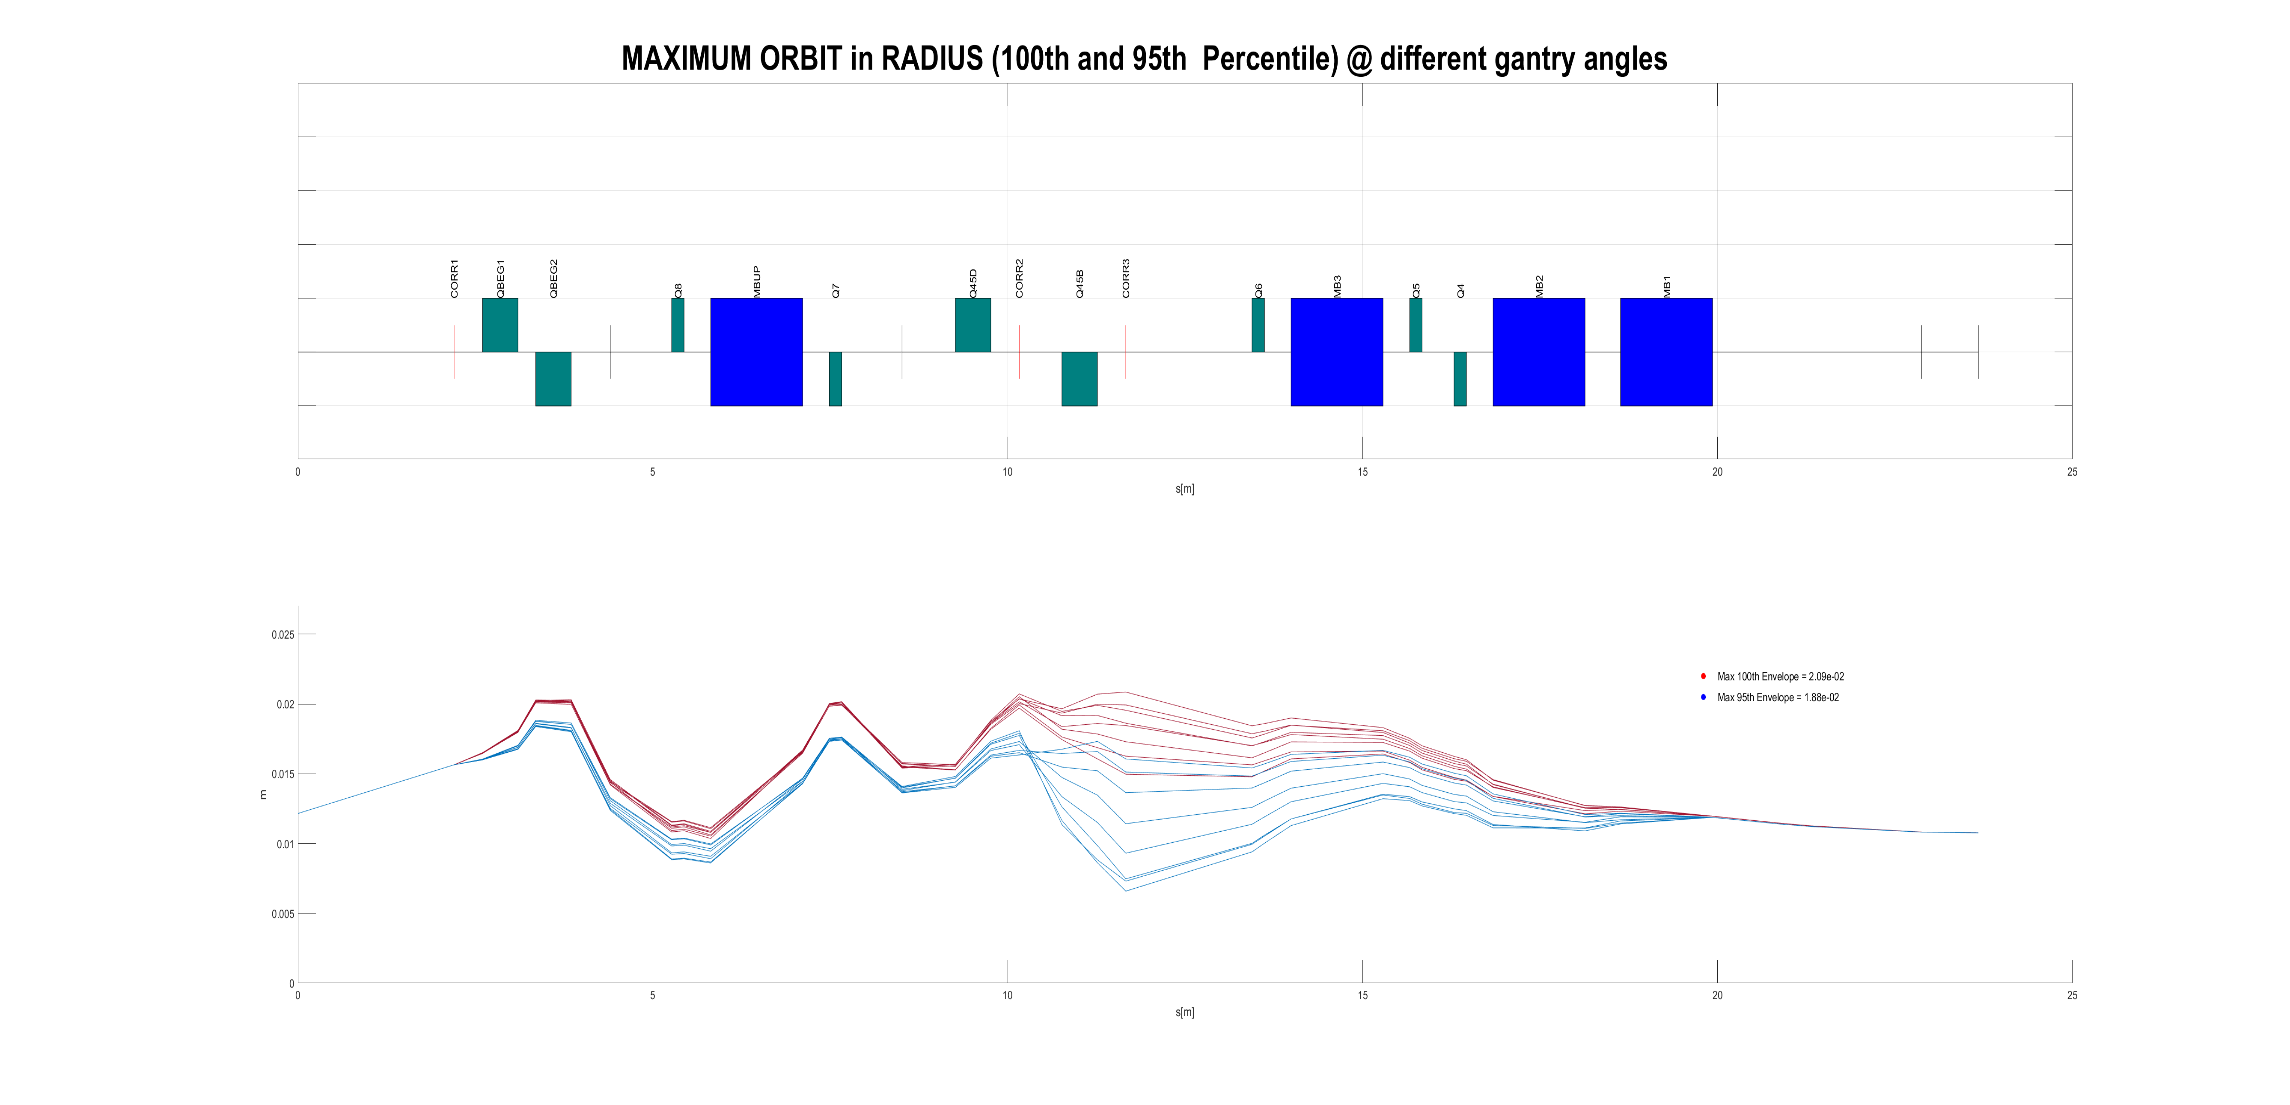 MAXIMUM ORBIT in RADIUS (100th and 95th  Percentile) @ different gantry angles
CORR1
QBEG1
QBEG2
Q8
MBUP
Q7
Q45D
CORR2
Q45B
CORR3
Q6
MB3
Q5
Q4
MB2
MB1
0
5
10
15
20
25
s[m]
0.025
0.02
0.015
0.01
0.005
0
m
Max 100th Envelope = 2.09e-02
Max 95th Envelope = 1.88e-02
0
5
10
15
20
25
s[m]